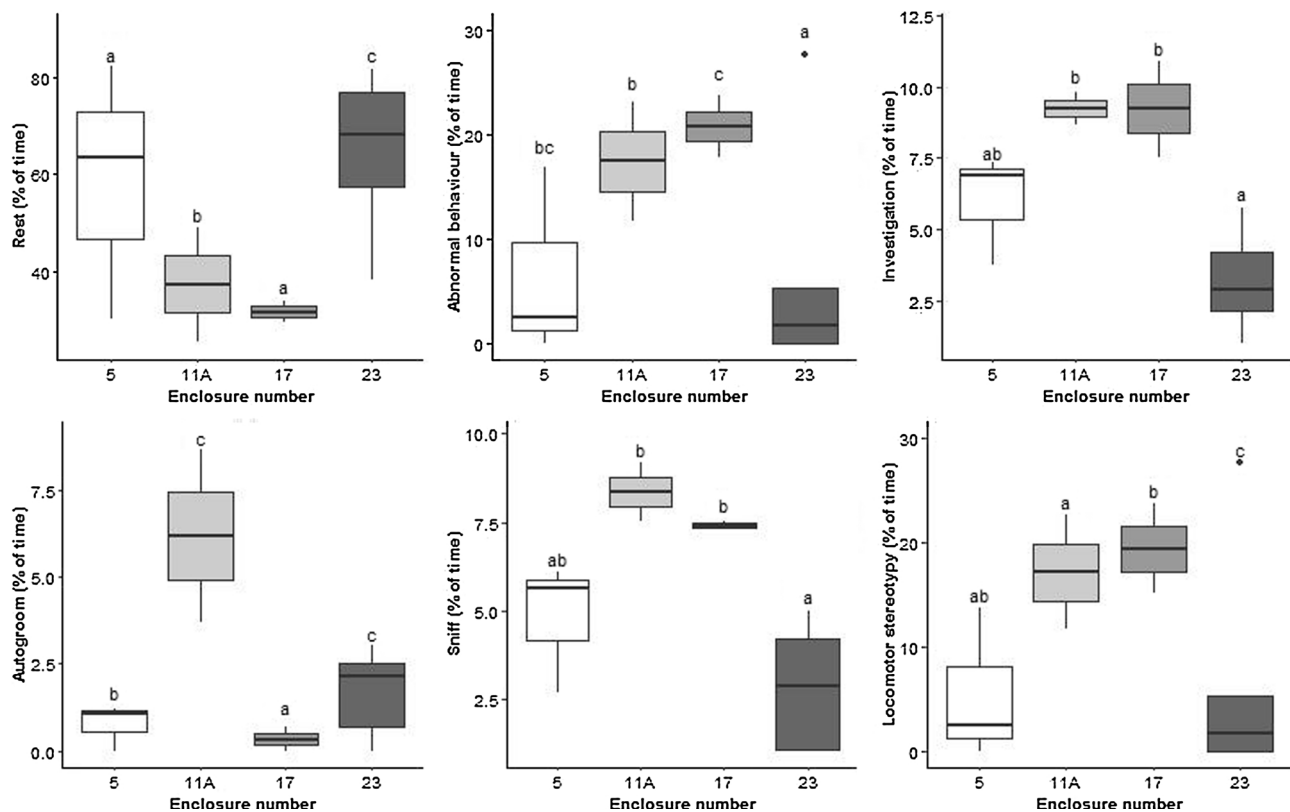 Rest (% of time)
80
60
40
a
b
a
c
5 11A 17 23
Enclosure number
Abnormal behaviour (% of time)
30
20
10
0
bc
b
c
a
5 11A 17 23
Enclosure number
Investigation (% of time)
12.5
10.0
7.5
5.0
2.5
ab
b
b
a
5 11A 17 23
Enclosure number
Autogroom (% of time)
7.5
5.0
2.5
0.0
b
c
a
c
5 11A 17 23
Enclosure number
Sniff (% of time)
10.0
7.5
5.0
2.5
ab
b
b
a
5 11A 17 23
Enclosure number
Locomotor stereotypy (% of time)
30
20
10
0
ab
a
b
c
5 11A 17 23
Enclosure number